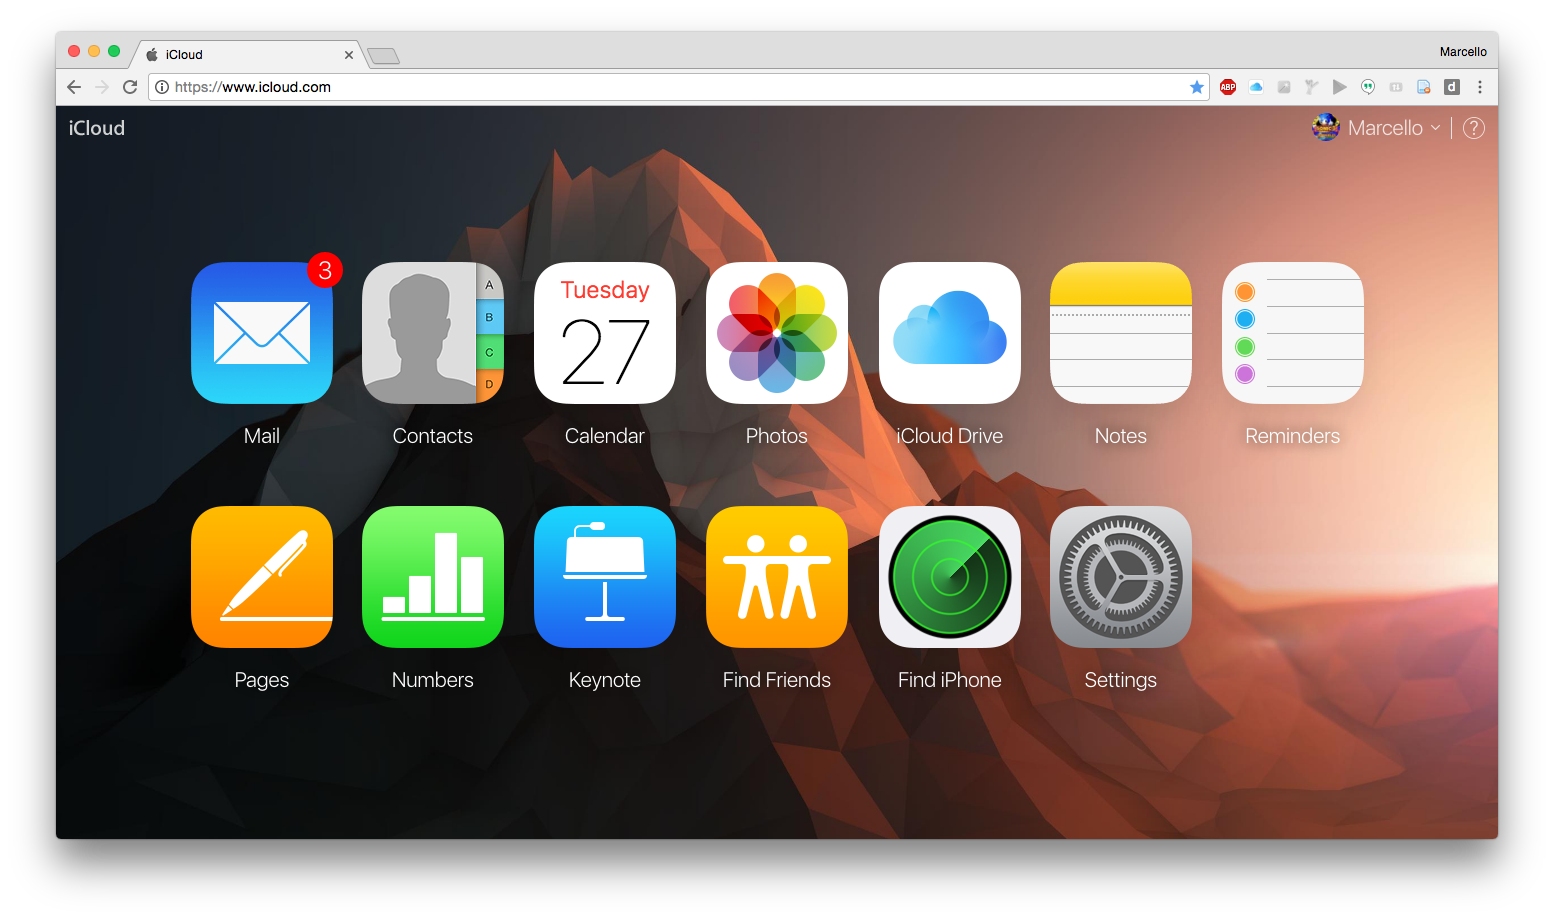 iCloud
Marcello
https://www.icloud.com
ABP
d
iCloud
Marcello
?
3
A
B
C
D
Tuesday
27
Mail
Contacts
Calendar
Photos
iCloud Drive
Notes
Reminders
Pages
Numbers
Keynote
Find Friends
Find iPhone
Settings